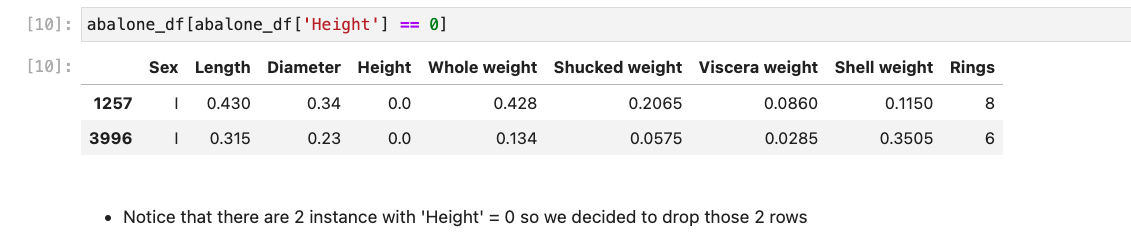 [10]: abalone_df[abalone_df['Height'] == 0]
[10]: Sex Length Diameter Height Whole weight Shucked weight Viscera weight Shell weight Rings
1257 I 0.430 0.34 0.0 0.428 0.2065 0.0860 0.1150 8
3996 I 0.315 0.23 0.0 0.134 0.0575 0.0285 0.3505 6
• Notice that there are 2 instance with 'Height' = 0 so we decided to drop those 2 rows